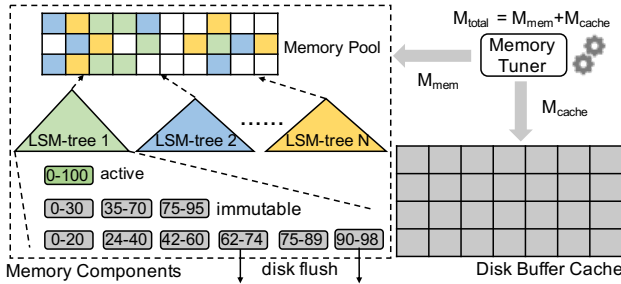 M_total = M_mem+M_cache
Memory Pool
Memory Tuner
M_mem
M_cache
LSM-tree 1
LSM-tree 2
......
LSM-tree N
0-100
active
0-30
35-70
75-95
immutable
0-20
24-40
42-60
62-74
75-89
90-98
Memory Components
disk flush
Disk Buffer Cache